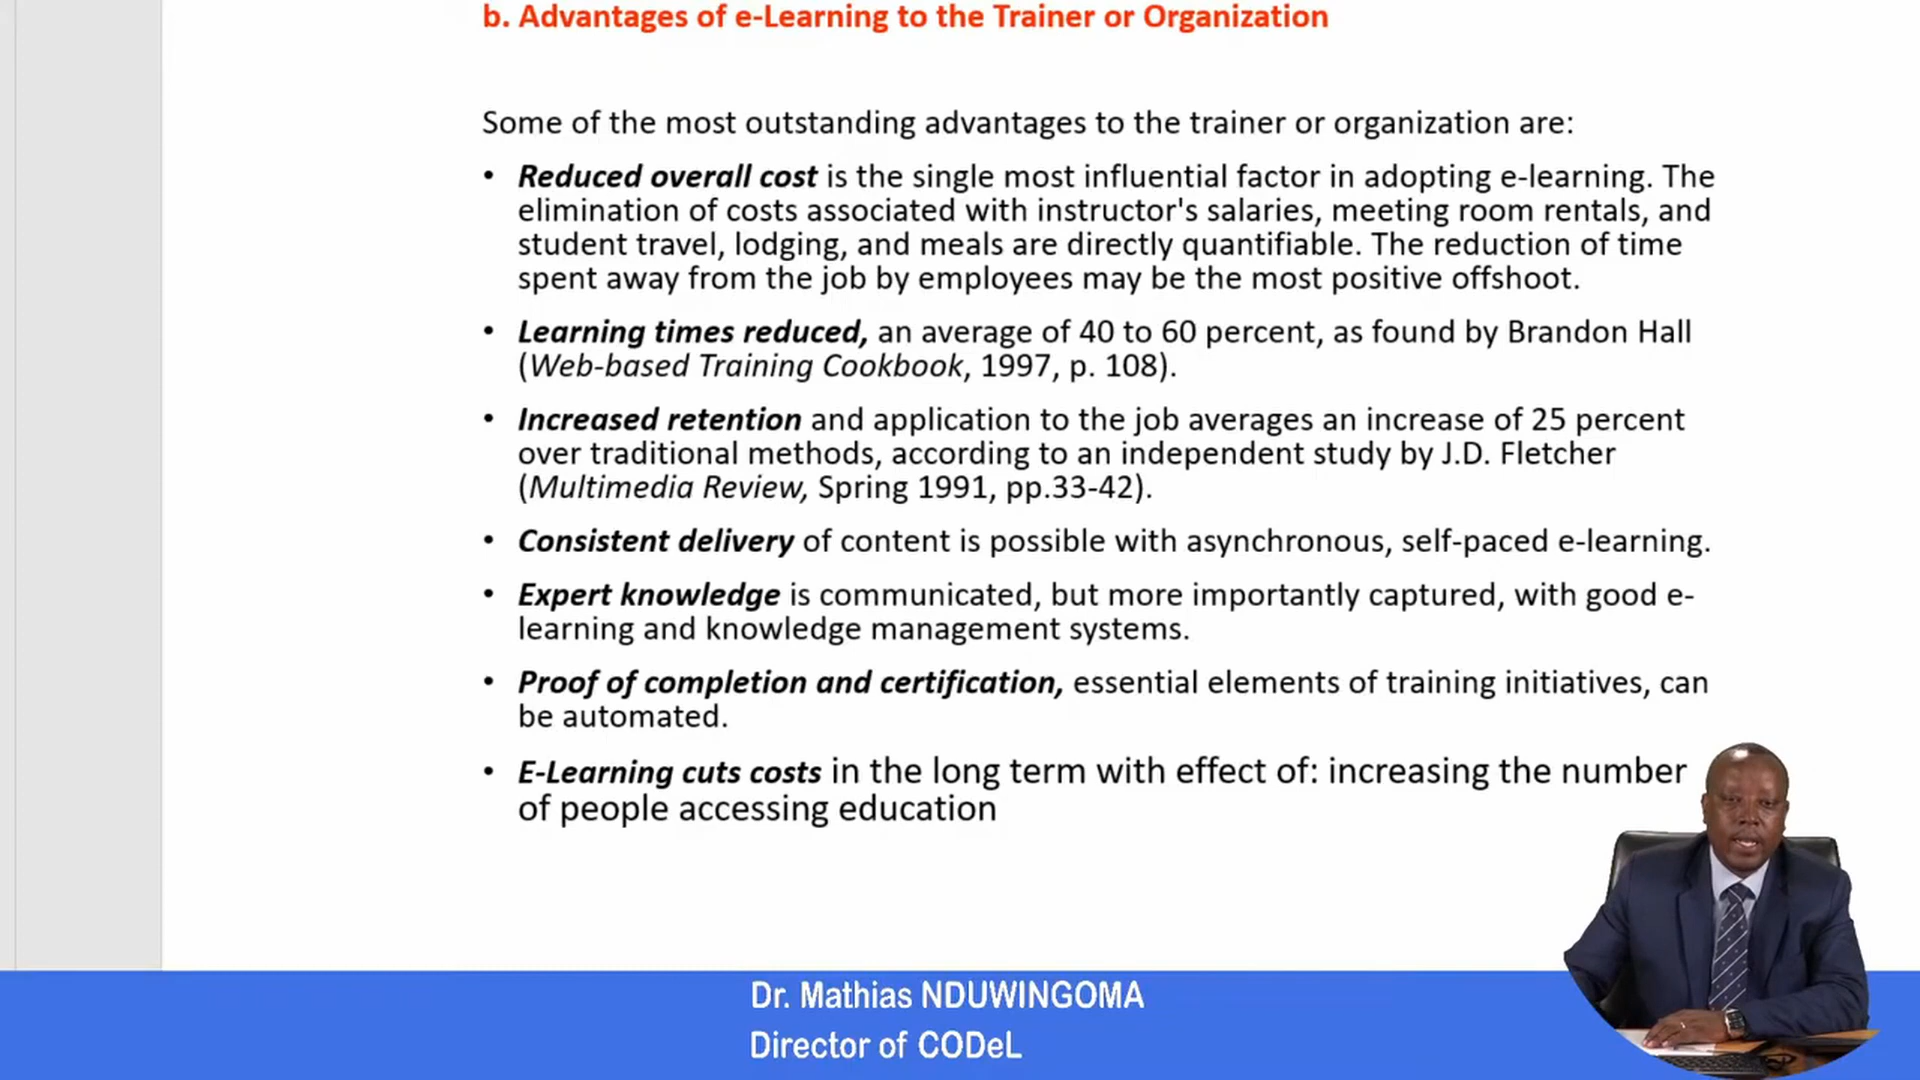 b. Advantages of e-Learning to the Trainer or Organization
Some of the most outstanding advantages to the trainer or organization are:
• Reduced overall cost is the single most influential factor in adopting e-learning. The
elimination of costs associated with instructor's salaries, meeting room rentals, and
student travel, lodging, and meals are directly quantifiable. The reduction of time
spent away from the job by employees may be the most positive offshoot.
• Learning times reduced, an average of 40 to 60 percent, as found by Brandon Hall
(Web-based Training Cookbook, 1997, p. 108).
• Increased retention and application to the job averages an increase of 25 percent
over traditional methods, according to an independent study by J.D. Fletcher
(Multimedia Review, Spring 1991, pp.33-42).
• Consistent delivery of content is possible with asynchronous, self-paced e-learning.
• Expert knowledge is communicated, but more importantly captured, with good e-
learning and knowledge management systems.
• Proof of completion and certification, essential elements of training initiatives, can
be automated.
• E-Learning cuts costs in the long term with effect of: increasing the number
of people accessing education
Dr. Mathias NDUWINGOMA
Director of CODeL